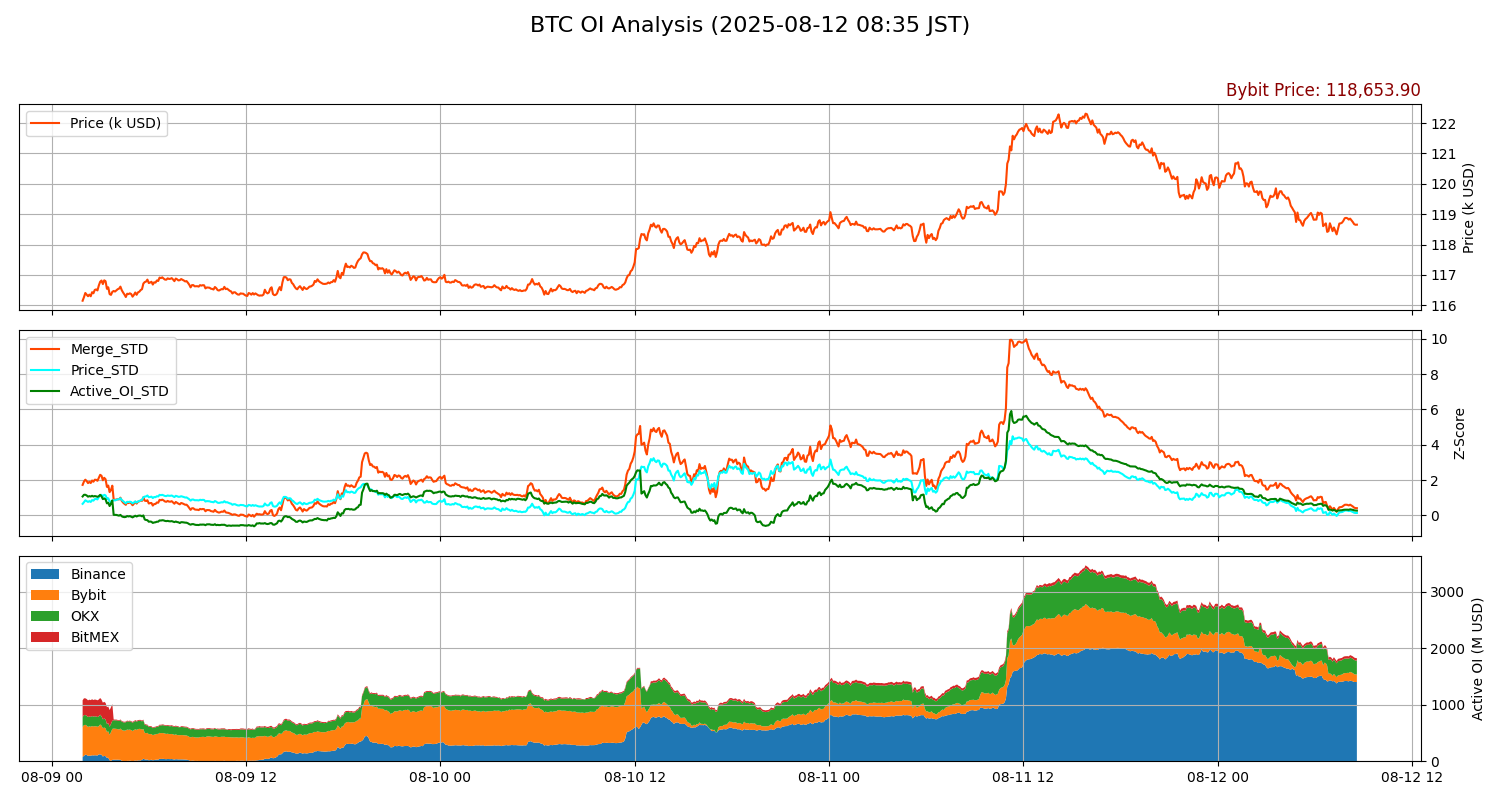 BTC OI Analysis (2025-08-12 08:35 JST)
Bybit Price: 118,653.90
Price (k USD)
122
121
120
119
118
117
116
Price (k USD)
Merge_STD
Price_STD
Active_OI_STD
10
8
6
4
2
0
Z-Score
Binance
Bybit
OKX
BitMEX
3000
2000
1000
0
Active OI (M USD)
08-09 00
08-09 12
08-10 00
08-10 12
08-11 00
08-11 12
08-12 00
08-12 12